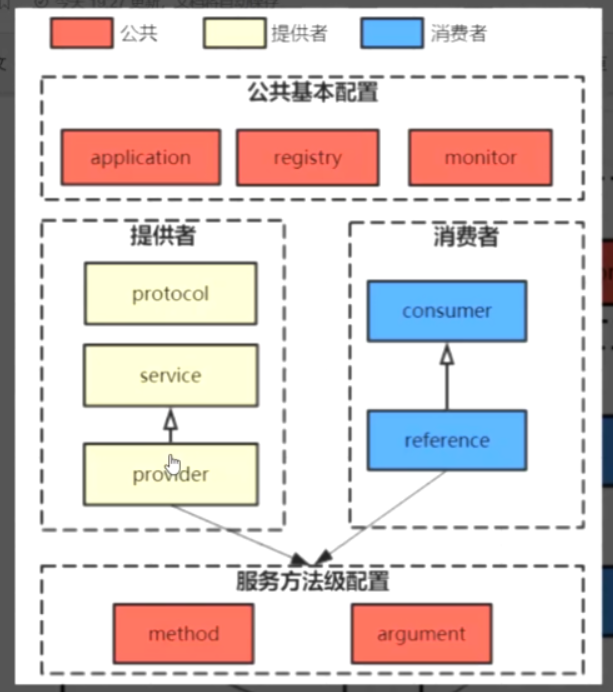 公共 提供者 消费者
公共基本配置
application registry monitor
提供者 消费者
protocol
consumer
service
reference
provider
服务方法级配置
method argument